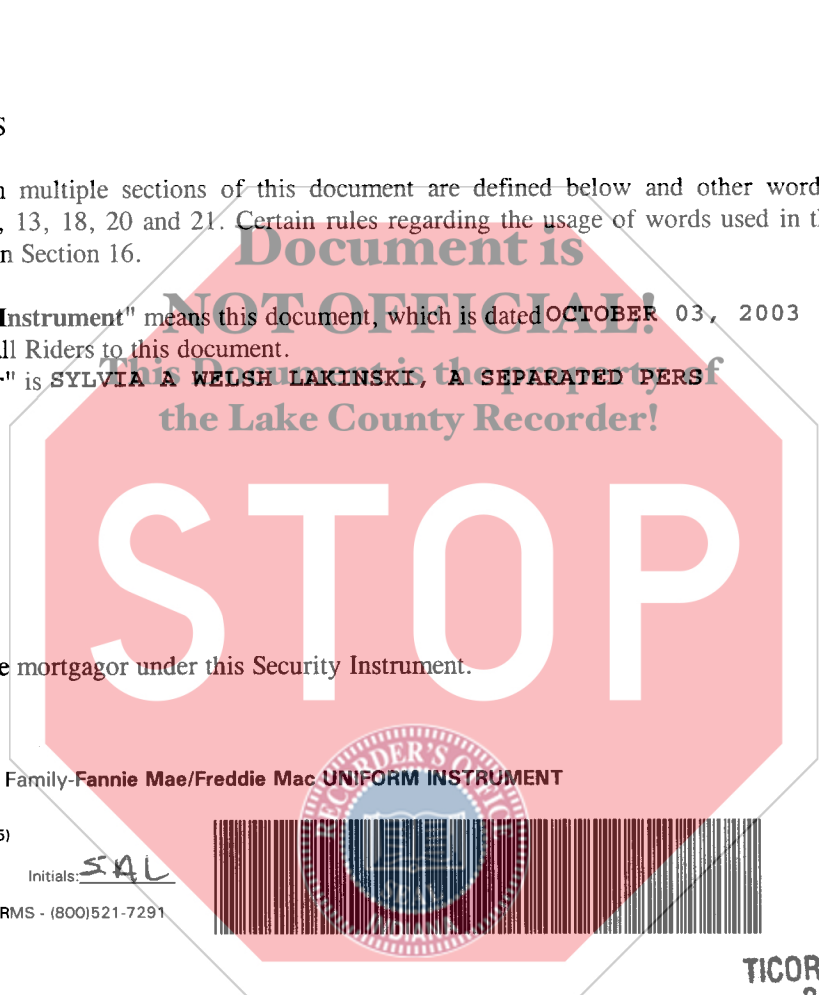 S
n multiple sections of this document are defined below and other word
, 13, 18, 20 and 21. Certain rules regarding the usage of words used in t
n Section 16.
Document is
NOT OFFICIAL!
Instrument" means this document, which is dated OCTOBER 03, 2003
ll Riders to this document.
" is SYLVIA A WELSH LAKINSKI, A SEPARATED PERS
This Document is the property of
the Lake County Recorder!
STOP
e mortgagor under this Security Instrument.
Family-Fannie Mae/Freddie Mac UNIFORM INSTRUMENT
5)
Initials: SAL
RMS - (800)521-7291
RECORDER'S OFFICE
SEAL
INDIANA
TICOR